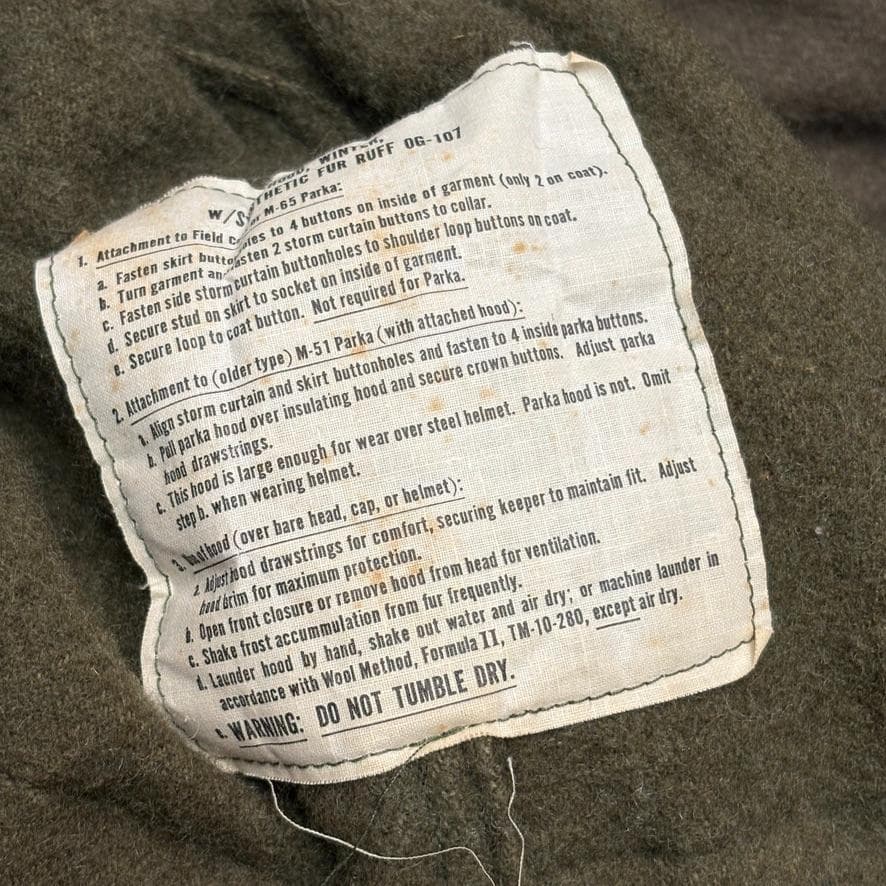 HOOD, WINTER,
W/S THETIC FUR RUFF OG-107
1. Attachment to Field c or M-65 Parka:
a. Fasten skirt butto les to 4 buttons on inside of garment (only 2 on coat).
b. Turn garment an asten 2 storm curtain buttons to collar.
c. Fasten side storm curtain buttonholes to shoulder loop buttons on coat.
d. Secure stud on skirt to socket on inside of garment.
e. Secure loop to coat button. Not required for Parka.
2. Attachment to (older type) M-51 Parka (with attached hood):
a. Align storm curtain and skirt buttonholes and fasten to 4 inside parka buttons.
b. Pull parka hood over insulating hood and secure crown buttons. Adjust parka
hood drawstrings.
c. This hood is large enough for wear over steel helmet. Parka hood is not. Omit
step b. when wearing helmet.
3. Use of hood (over bare head, cap, or helmet):
a. Adjust hood drawstrings for comfort, securing keeper to maintain fit. Adjust
hood brim for maximum protection.
b. Open front closure or remove hood from head for ventilation.
c. Shake frost accummulation from fur frequently.
d. Launder hood by hand, shake out water and air dry; or machine launder in
accordance with Wool Method, Formula II, TM-10-280, except air dry.
e. WARNING: DO NOT TUMBLE DRY.